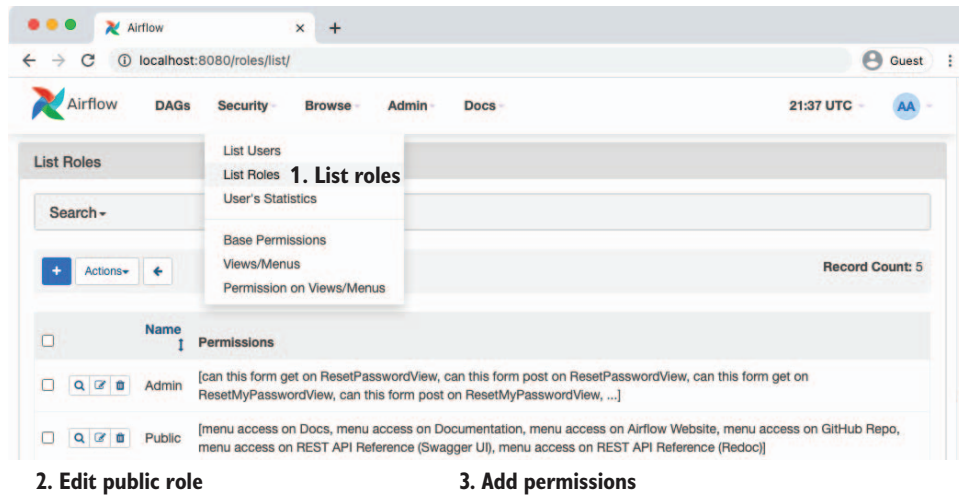 Airflow
localhost:8080/roles/list/
Guest
Airflow DAGs Security Browse Admin Docs 21:37 UTC AA
List Roles
List Users
List Roles 1. List roles
User's Statistics
Search
Base Permissions
Views/Menus
Permission on Views/Menus
Actions
Record Count: 5
Name Permissions
Admin [can this form get on ResetPasswordView, can this form post on ResetPasswordView, can this form get on
ResetMyPasswordView, can this form post on ResetMyPasswordView, ...]
Public [menu access on Docs, menu access on Documentation, menu access on Airflow Website, menu access on GitHub Repo,
menu access on REST API Reference (Swagger UI), menu access on REST API Reference (Redoc)]
2. Edit public role 3. Add permissions